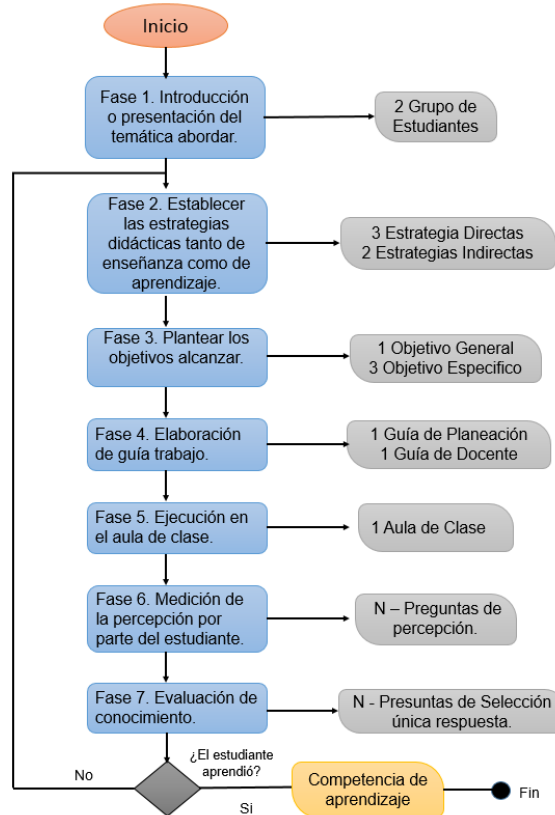 Inicio
Fase 1. Introducción
o presentación del
temática abordar.
2 Grupo de
Estudiantes
Fase 2. Establecer
las estrategias
didácticas tanto de
enseñanza como de
aprendizaje.
3 Estrategia Directas
2 Estrategias Indirectas
Fase 3. Plantear los
objetivos alcanzar.
1 Objetivo General
3 Objetivo Especifico
Fase 4. Elaboración
de guía trabajo.
1 Guía de Planeación
1 Guía de Docente
Fase 5. Ejecución en
el aula de clase.
1 Aula de Clase
Fase 6. Medición de
la percepción por
parte del estudiante.
N – Preguntas de
percepción.
Fase 7. Evaluación de
conocimiento.
N - Presuntas de Selección
única respuesta.
¿El estudiante
aprendió?
No
Si
Competencia de
aprendizaje
Fin